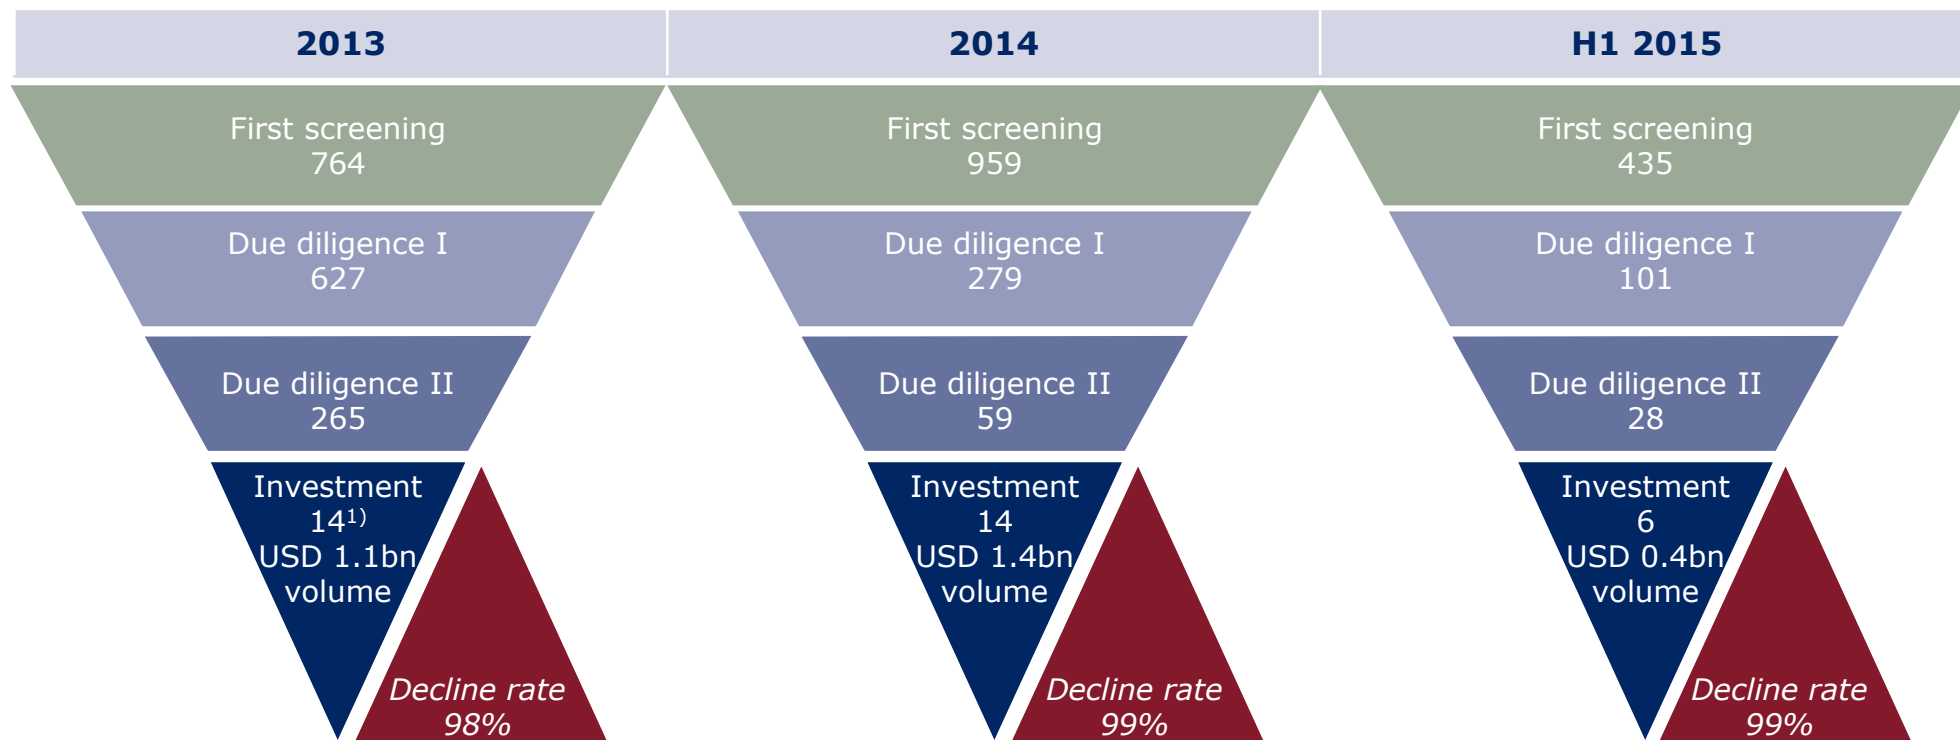 2013
First screening
764
Due diligence I
627
Due diligence II
265
Investment
14¹⁾
USD 1.1bn
volume
Decline rate
98%
2014
First screening
959
Due diligence I
279
Due diligence II
59
Investment
14
USD 1.4bn
volume
Decline rate
99%
H1 2015
First screening
435
Due diligence I
101
Due diligence II
28
Investment
6
USD 0.4bn
volume
Decline rate
99%